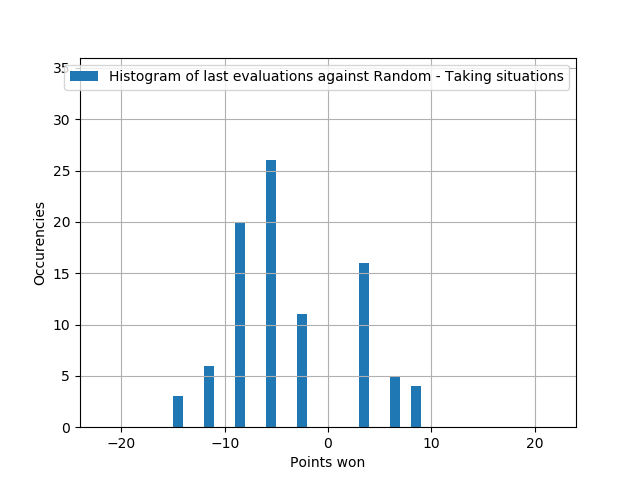 Histogram of last evaluations against Random - Taking situations
35
30
25
20
15
10
5
0
Occurencies
−20 −10 0 10 20
Points won